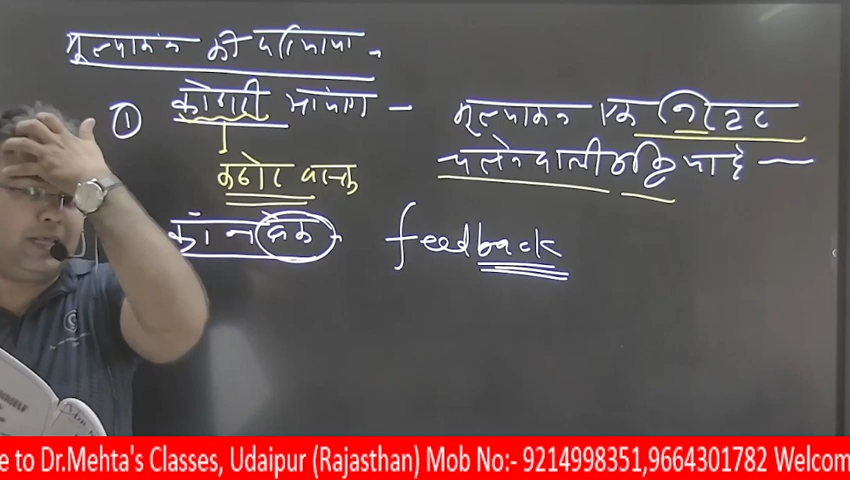 मूल्यांकन की परिभाषा -
① कोठारी आयोग - मूल्यांकन एक निरंतर
चलने वाली प्रक्रिया है
कठोर
feedback
e to Dr.Mehta's Classes, Udaipur (Rajasthan) Mob No:- 9214998351,9664301782 Welcom